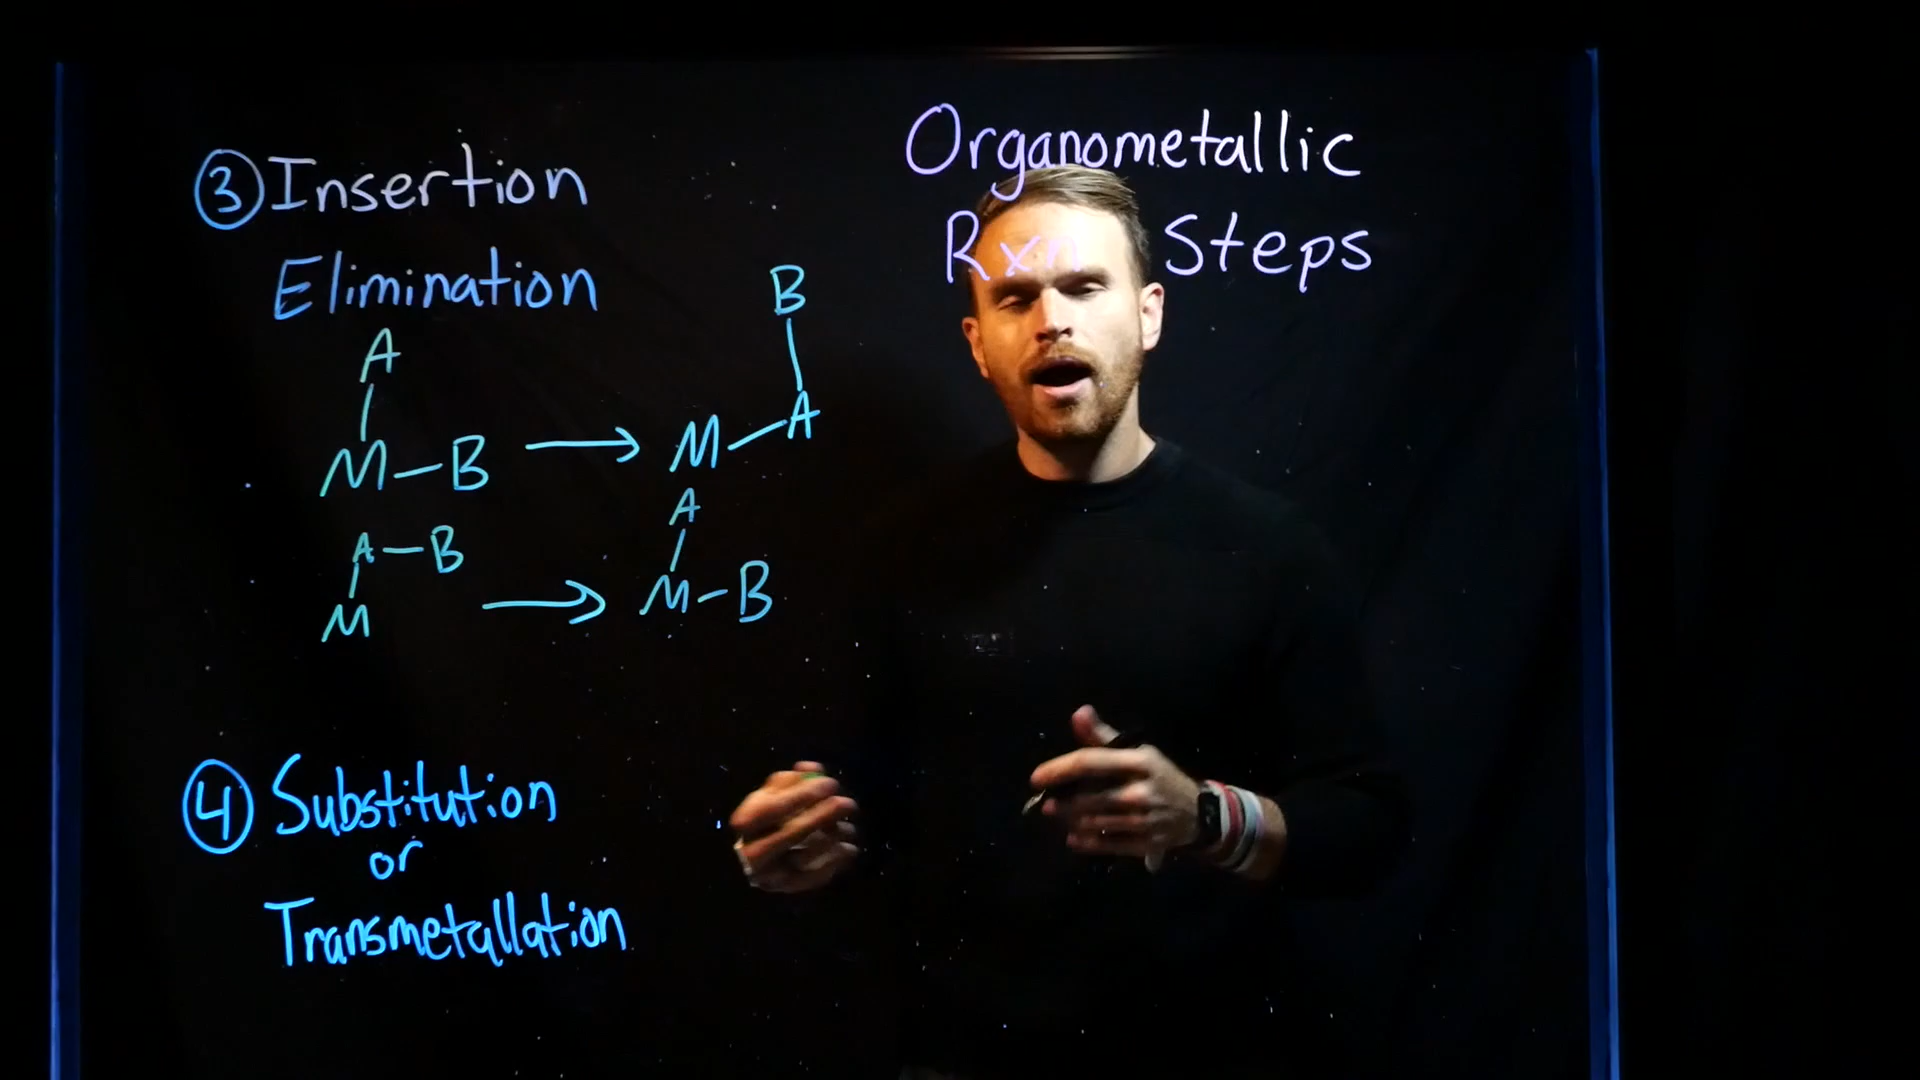 Organometallic
Rxn Steps
③ Insertion
Elimination
A
M—B → M—A
B
A—B
M → M—B
A
④ Substitution
or
Transmetallation